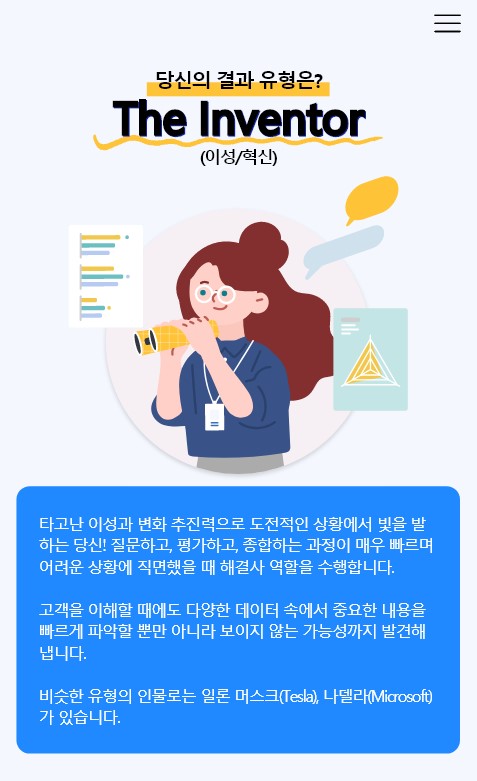 당신의 결과 유형은?
The Inventor
(이성/혁신)
타고난 이성과 변화 추진력으로 도전적인 상황에서 빛을 발
하는 당신! 질문하고, 평가하고, 종합하는 과정이 매우 빠르며
어려운 상황에 직면했을 때 해결사 역할을 수행합니다.
고객을 이해할 때에도 다양한 데이터 속에서 중요한 내용을
빠르게 파악할 뿐만 아니라 보이지 않는 가능성까지 발견해
냅니다.
비슷한 유형의 인물로는 일론 머스크(Tesla), 나델라(Microsoft)
가 있습니다.